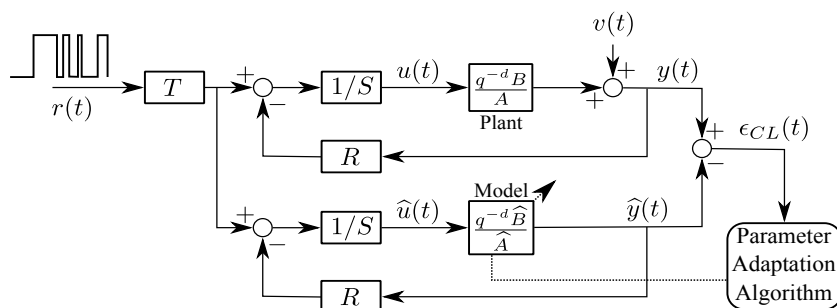 r(t)
T
+
−
1/S
u(t)
q^{-d}B
A
Plant
v(t)
+
+
y(t)
R
+
−
ϵ_{CL}(t)
+
−
1/S
û(t)
Model
q^{-d}B̂
Â
ŷ(t)
R
Parameter
Adaptation
Algorithm